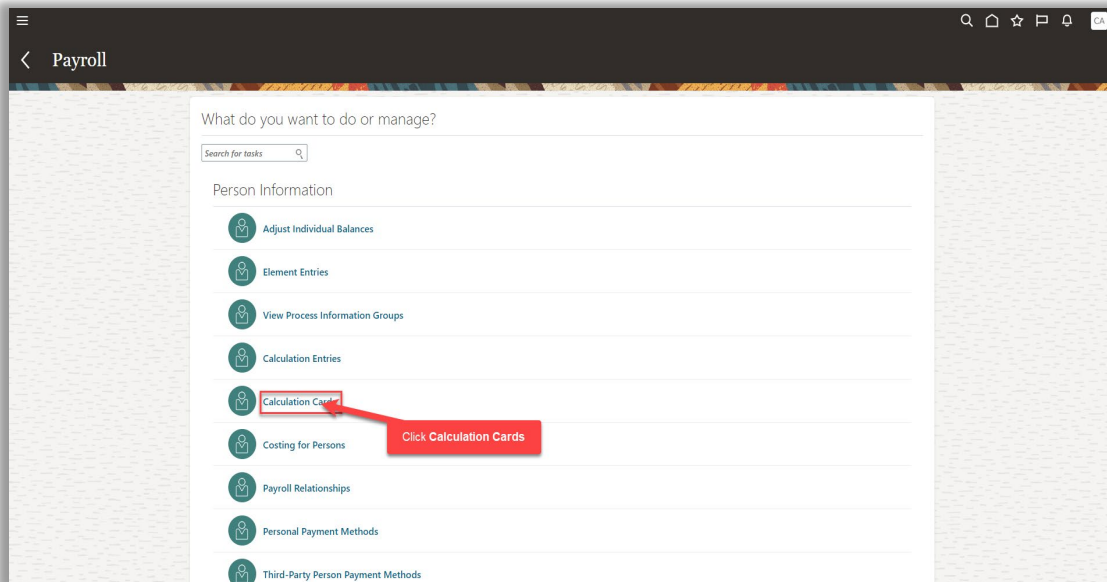 CA
Payroll
What do you want to do or manage?
Search for tasks
Person Information
Adjust Individual Balances
Element Entries
View Process Information Groups
Calculation Entries
Calculation Cards
Click Calculation Cards
Costing for Persons
Payroll Relationships
Personal Payment Methods
Third-Party Person Payment Methods